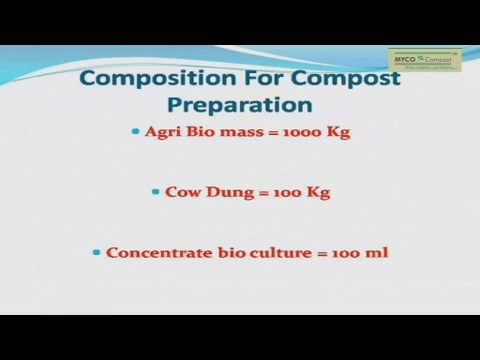 MYCO Compost
Composition For Compost
Preparation
Agri Bio mass = 1000 Kg
Cow Dung = 100 Kg
Concentrate bio culture = 100 ml